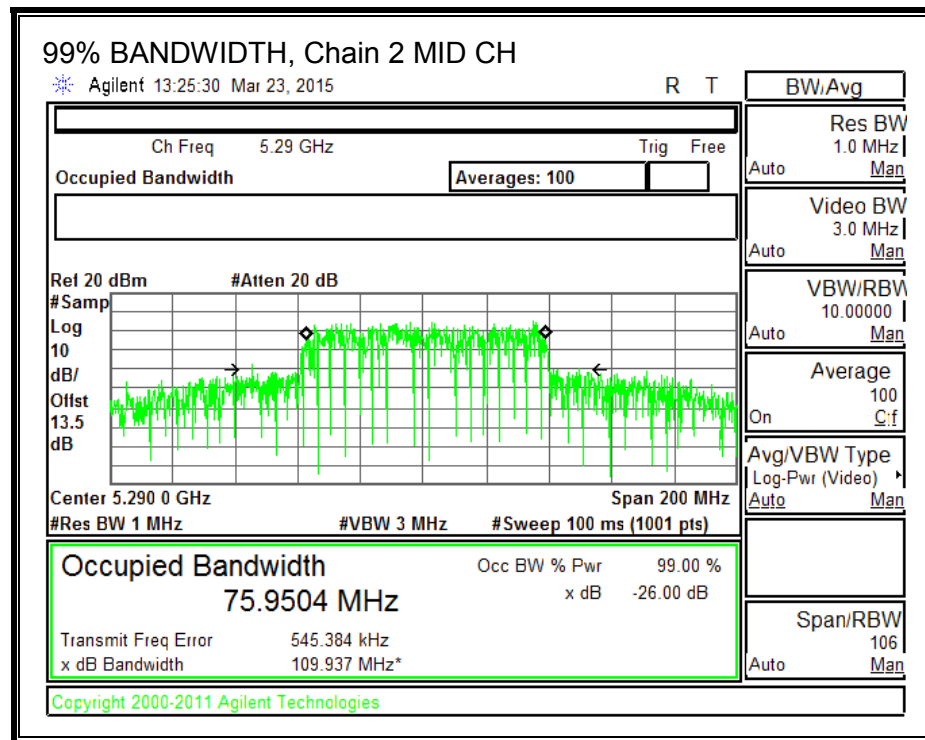 99% BANDWIDTH, Chain 2 MID CH
Agilent 13:25:30 Mar 23, 2015 R T
BW/Avg
Ch Freq 5.29 GHz Trig Free
Occupied Bandwidth Averages: 100
Res BW
1.0 MHz
Auto Man
Video BW
3.0 MHz
Auto Man
Ref 20 dBm #Atten 20 dB
#Samp
Log
10
dB/
Offst
13.5
dB
VBW/RBW
10.00000
Auto Man
Average
100
On Off
Avg/VBW Type
Log-Pwr (Video)
Auto Man
Center 5.290 0 GHz Span 200 MHz
#Res BW 1 MHz #VBW 3 MHz #Sweep 100 ms (1001 pts)
Occupied Bandwidth Occ BW % Pwr 99.00 %
75.9504 MHz x dB -26.00 dB
Transmit Freq Error 545.384 kHz
x dB Bandwidth 109.937 MHz*
Span/RBW
106
Auto Man
Copyright 2000-2011 Agilent Technologies